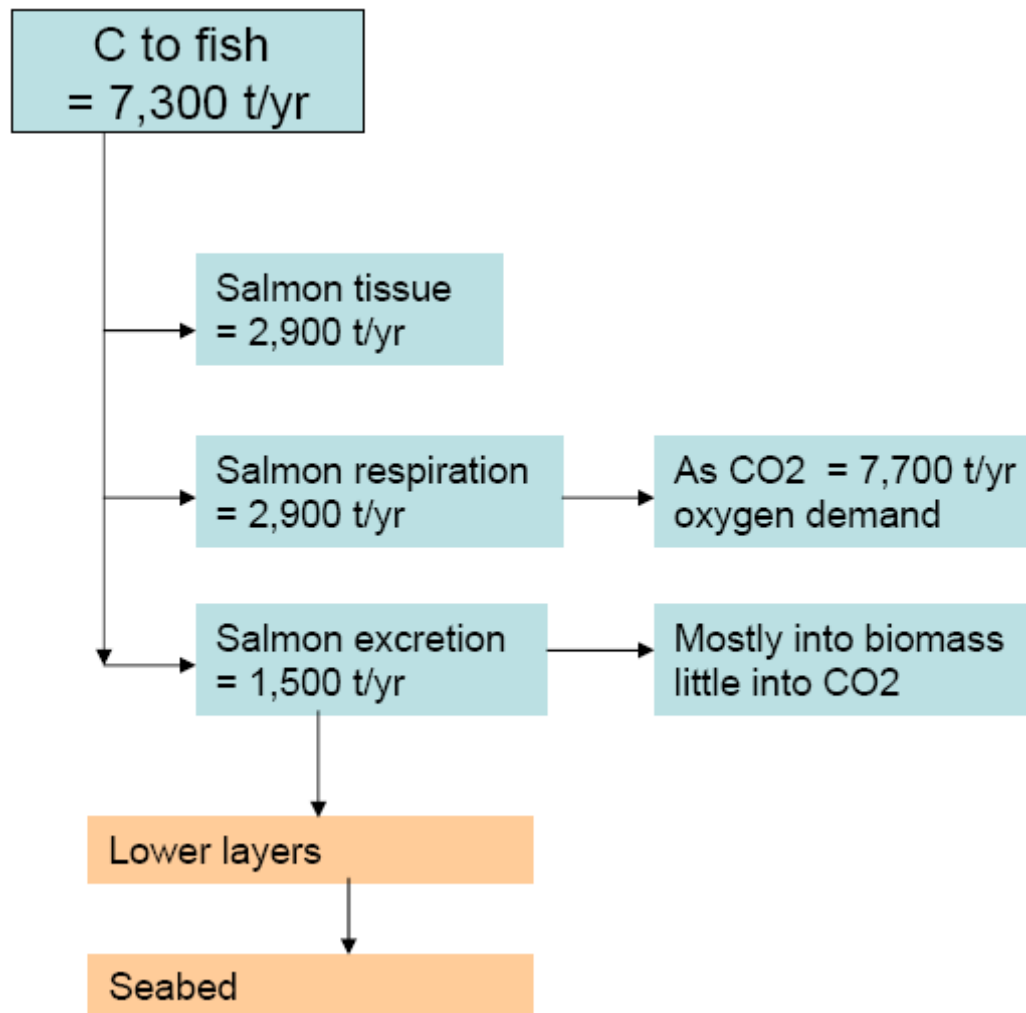 C to fish
= 7,300 t/yr
Salmon tissue
= 2,900 t/yr
Salmon respiration
= 2,900 t/yr
As CO2  = 7,700 t/yr
oxygen demand
Salmon excretion
= 1,500 t/yr
Mostly into biomass
little into CO2
Lower layers
Seabed